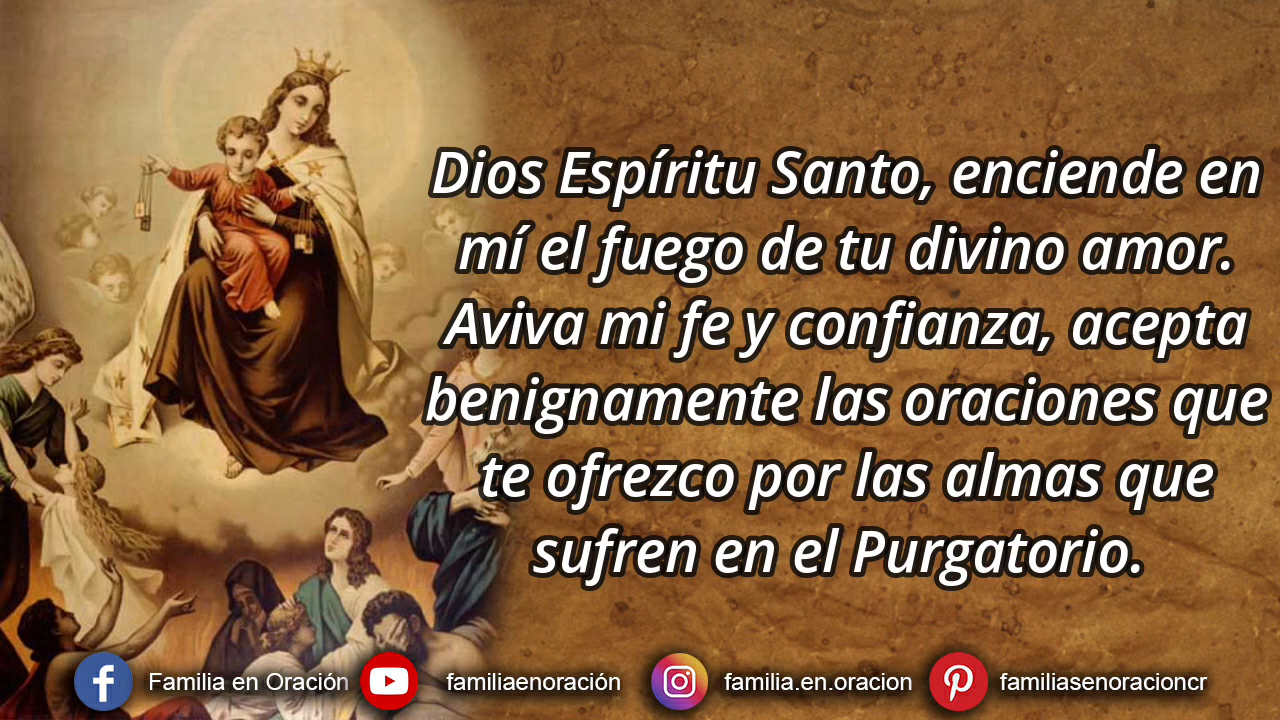 Dios Espíritu Santo, enciende en
mí el fuego de tu divino amor.
Aviva mi fe y confianza, acepta
benignamente las oraciones que
te ofrezco por las almas que
sufren en el Purgatorio.
Familia en Oración familiaenoración familia.en.oracion familiasenoracioncr